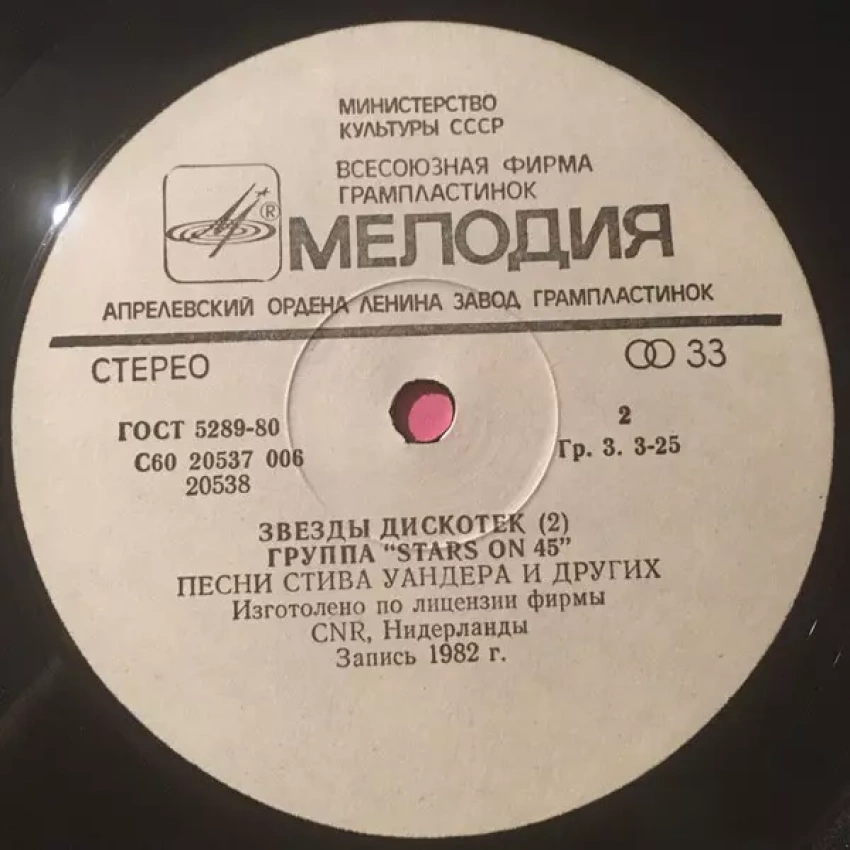 МИНИСТЕРСТВО
КУЛЬТУРЫ СССР
ВСЕСОЮЗНАЯ ФИРМА
ГРАМПЛАСТИНОК
®
МЕЛОДИЯ
АПРЕЛЕВСКИЙ ОРДЕНА ЛЕНИНА ЗАВОД ГРАМПЛАСТИНОК
СТЕРЕО
33
ГОСТ 5289-80
2
С60 20537 006
Гр. 3. 3-25
20538
ЗВЕЗДЫ ДИСКОТЕК (2)
ГРУППА "STARS ON 45"
ПЕСНИ СТИВА УАНДЕРА И ДРУГИХ
Изготолено по лицензии фирмы
CNR, Нидерланды
Запись 1982 г.